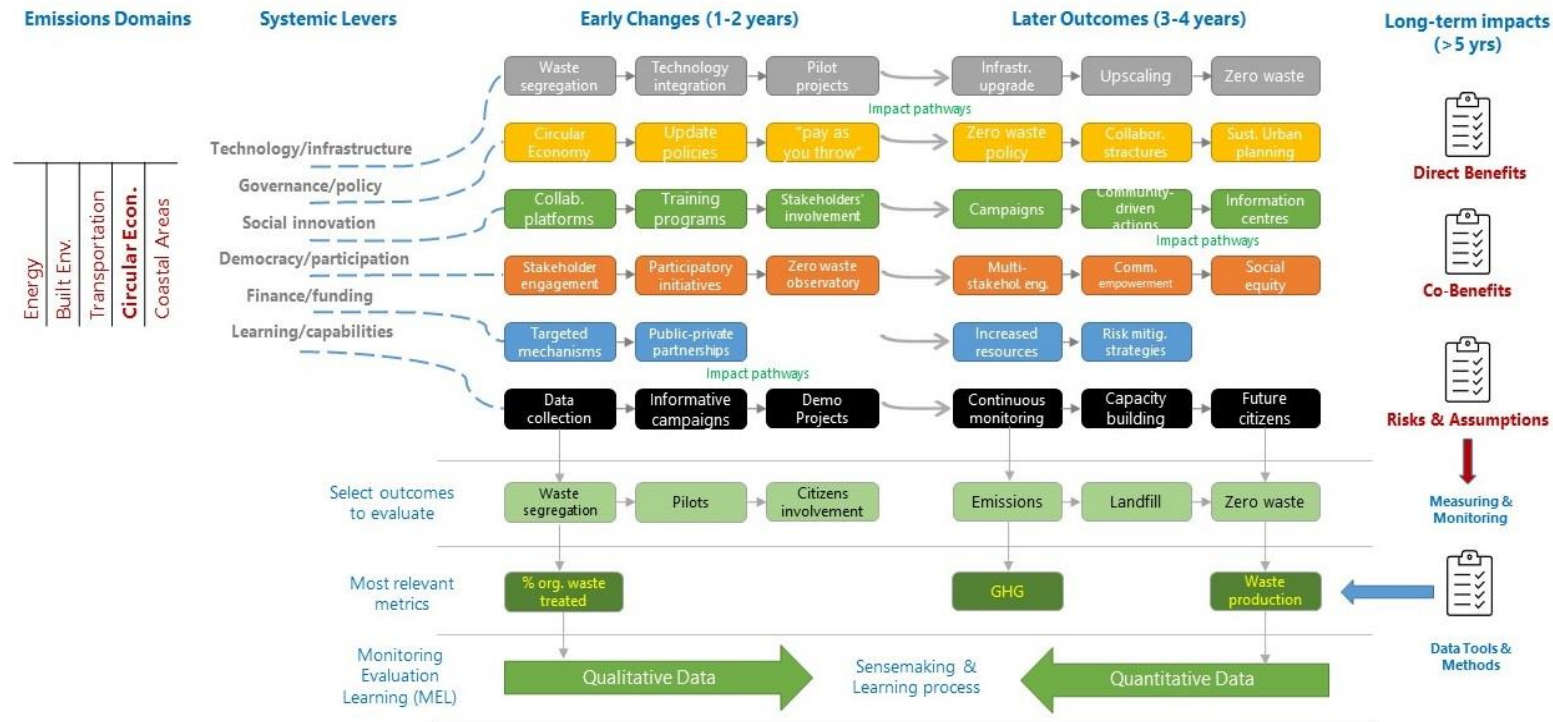 Emissions Domains
Systemic Levers
Early Changes (1-2 years)
Later Outcomes (3-4 years)
Long-term impacts
(>5 yrs)
Energy
Built Env.
Transportation
Circular Econ.
Coastal Areas
Technology/infrastructure
Governance/policy
Social innovation
Democracy/participation
Finance/funding
Learning/capabilities
Waste
segregation
Technology
integration
Pilot
projects
Infrastr.
upgrade
Upscaling
Zero waste
Impact pathways
Circular
Economy
Update
policies
"pay as
you throw"
Zero waste
policy
Collabor.
stractures
Sust. Urban
planning
Collab.
platforms
Training
programs
Stakeholders'
involvement
Campaigns
Community-
driven
actions
Information
centres
Impact pathways
Stakeholder
engagement
Participatory
initiatives
Zero waste
observatory
Multi-
stakehol. eng.
Comm.
empowerment
Social
equity
Targeted
mechanisms
Public-private
partnerships
Increased
resources
Risk mitig.
strategies
Impact pathways
Data
collection
Informative
campaigns
Demo
Projects
Continuous
monitoring
Capacity
building
Future
citizens
Direct Benefits
Co-Benefits
Risks & Assumptions
Measuring &
Monitoring
Data Tools &
Methods
Select outcomes
to evaluate
Waste
segregation
Pilots
Citizens
involvement
Emissions
Landfill
Zero waste
Most relevant
metrics
% org. waste
treated
GHG
Waste
production
Monitoring
Evaluation
Learning (MEL)
Qualitative Data
Sensemaking &
Learning process
Quantitative Data